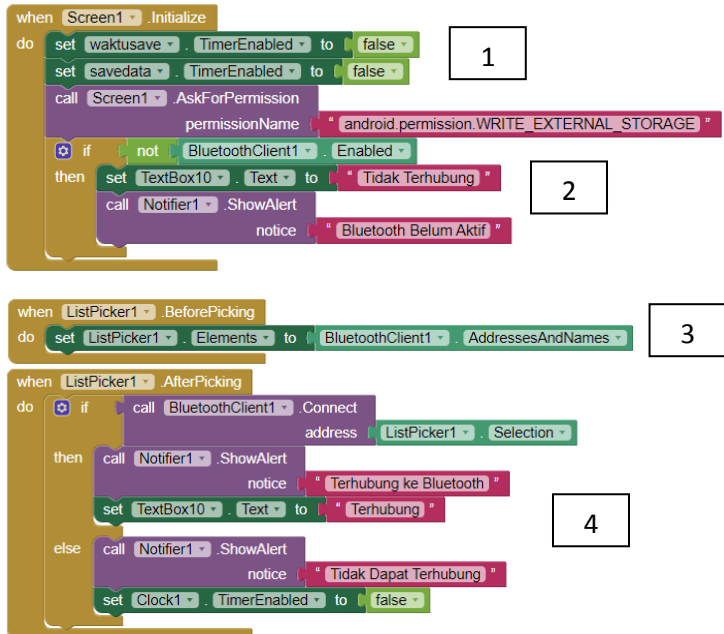 when Screen1 .Initialize
do set waktusave . TimerEnabled to false
1
set savedata . TimerEnabled to false
call Screen1 .AskForPermission
permissionName " android.permission.WRITE_EXTERNAL_STORAGE "
if not BluetoothClient1 . Enabled
then set TextBox10 . Text to " Tidak Terhubung "
2
call Notifier1 .ShowAlert
notice " Bluetooth Belum Aktif "
when ListPicker1 .BeforePicking
do set ListPicker1 . Elements to BluetoothClient1 . AddressesAndNames
3
when ListPicker1 .AfterPicking
do if call BluetoothClient1 .Connect
address ListPicker1 . Selection
then call Notifier1 .ShowAlert
notice " Terhubung ke Bluetooth "
set TextBox10 . Text to " Terhubung "
4
else call Notifier1 .ShowAlert
notice " Tidak Dapat Terhubung "
set Clock1 . TimerEnabled to false